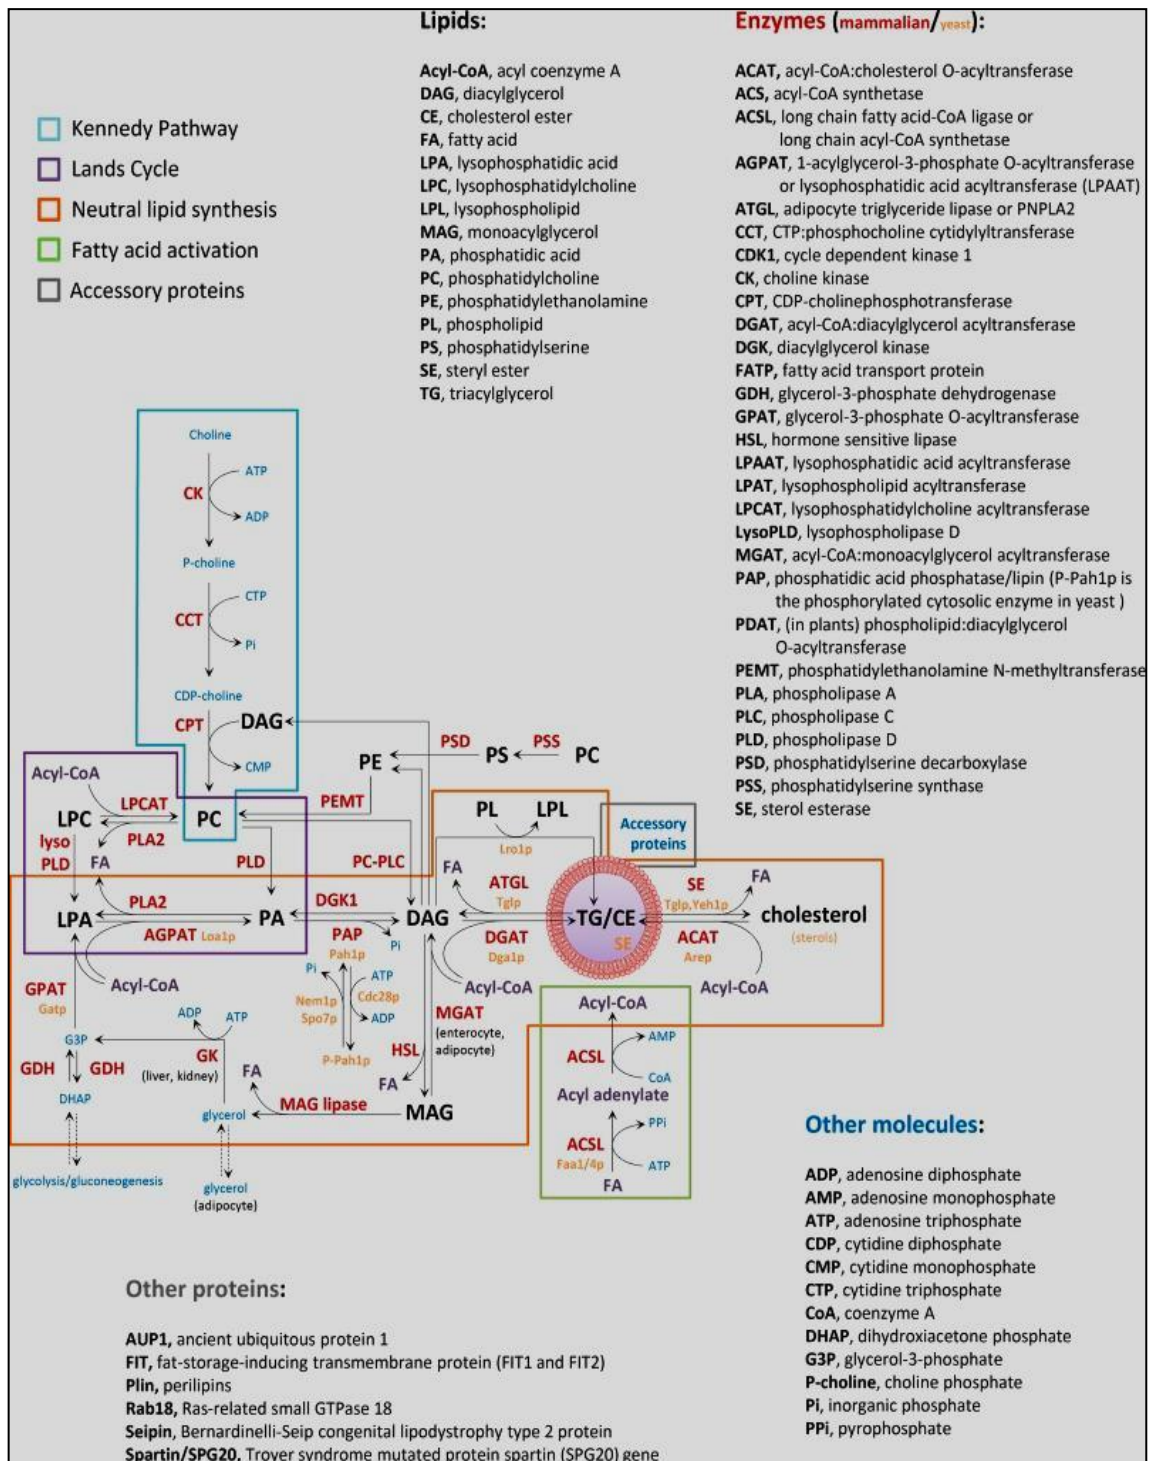 Lipids:
Acyl-CoA, acyl coenzyme A
DAG, diacylglycerol
CE, cholesterol ester
FA, fatty acid
LPA, lysophosphatidic acid
LPC, lysophosphatidylcholine
LPL, lysophospholipid
MAG, monoacylglycerol
PA, phosphatidic acid
PC, phosphatidylcholine
PE, phosphatidylethanolamine
PL, phospholipid
PS, phosphatidylserine
SE, steryl ester
TG, triacylglycerol
Enzymes (mammalian/yeast):
ACAT, acyl-CoA:cholesterol O-acyltransferase
ACS, acyl-CoA synthetase
ACSL, long chain fatty acid-CoA ligase or
long chain acyl-CoA synthetase
AGPAT, 1-acylglycerol-3-phosphate O-acyltransferase
or lysophosphatidic acid acyltransferase (LPAAT)
ATGL, adipocyte triglyceride lipase or PNPLA2
CCT, CTP:phosphocholine cytidylyltransferase
CDK1, cycle dependent kinase 1
CK, choline kinase
CPT, CDP-cholinephosphotransferase
DGAT, acyl-CoA:diacylglycerol acyltransferase
DGK, diacylglycerol kinase
FATP, fatty acid transport protein
GDH, glycerol-3-phosphate dehydrogenase
GPAT, glycerol-3-phosphate O-acyltransferase
HSL, hormone sensitive lipase
LPAAT, lysophosphatidic acid acyltransferase
LPAT, lysophospholipid acyltransferase
LPCAT, lysophosphatidylcholine acyltransferase
LysoPLD, lysophospholipase D
MGAT, acyl-CoA:monoacylglycerol acyltransferase
PAP, phosphatidic acid phosphatase/lipin (P-Pah1p is
the phosphorylated cytosolic enzyme in yeast )
PDAT, (in plants) phospholipid:diacylglycerol
O-acyltransferase
PEMT, phosphatidylethanolamine N-methyltransferase
PLA, phospholipase A
PLC, phospholipase C
PLD, phospholipase D
PSD, phosphatidylserine decarboxylase
PSS, phosphatidylserine synthase
SE, sterol esterase
Kennedy Pathway
Lands Cycle
Neutral lipid synthesis
Fatty acid activation
Accessory proteins
Choline
ATP
CK
ADP
P-choline
CTP
CCT
Pi
CDP-choline
CPT
DAG
CMP
PE
PSD
PS
PSS
PC
Acyl-CoA
LPCAT
LPC
PC
PLA2
PEMT
lyso
PLD
FA
PLD
PC-PLC
PL
LPL
Lro1p
Accessory
proteins
FA
ATGL
Tglp
SE
Tglp,Yeh1p
FA
LPA
PLA2
AGPAT Loa1p
PA
DGK1
PAP
Pah1p
Pi
DAG
DGAT
Dga1p
TG/CE
SE
ACAT
Arep
cholesterol
(sterols)
GPAT
Gatp
Acyl-CoA
Pi
ATP
Nem1p
Spo7p
Cdc28p
ADP
P-Pah1p
Acyl-CoA
MGAT
(enterocyte,
adipocyte)
Acyl-CoA
Acyl-CoA
ADP
ATP
G3P
GK
(liver, kidney)
GDH
GDH
DHAP
HSL
FA
FA
MAG lipase
MAG
glycerol
glycolysis/gluconeogenesis
glycerol
(adipocyte)
AMP
ACSL
CoA
Acyl adenylate
PPi
ACSL
Faa1/4p
ATP
FA
Other molecules:
ADP, adenosine diphosphate
AMP, adenosine monophosphate
ATP, adenosine triphosphate
CDP, cytidine diphosphate
CMP, cytidine monophosphate
CTP, cytidine triphosphate
CoA, coenzyme A
DHAP, dihydroxiacetone phosphate
G3P, glycerol-3-phosphate
P-choline, choline phosphate
Pi, inorganic phosphate
PPi, pyrophosphate
Other proteins:
AUP1, ancient ubiquitous protein 1
FIT, fat-storage-inducing transmembrane protein (FIT1 and FIT2)
Plin, perilipins
Rab18, Ras-related small GTPase 18
Seipin, Bernardinelli-Seip congenital lipodystrophy type 2 protein
Spartin/SPG20, Troyer syndrome mutated protein spartin (SPG20) gene